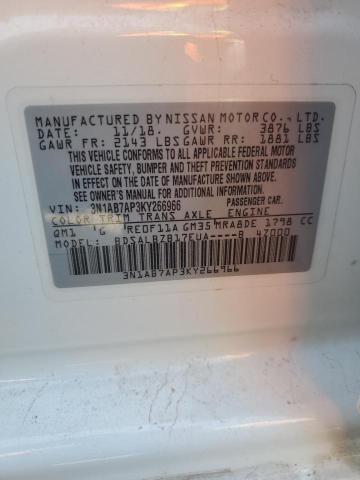 MANUFACTURED BY NISSAN MOTOR CO., LTD.
DATE: 11/18. GVWR: 3876 LBS
GAWR FR: 2143 LBS GAWR RR: 1881 LBS
THIS VEHICLE CONFORMS TO ALL APPLICABLE FEDERAL MOTOR
VEHICLE SAFETY, BUMPER, AND THEFT PREVENTION STANDARDS
IN EFFECT ON THE DATE OF MANUFACTURE SHOWN ABOVE.
SEE OWNER'S MANUAL FOR ADDITIONAL INFORMATION.
VIN: 3N1AB7AP3KY266966 PASSENGER CAR.
COLOR TRIM TRANS AXLE ENGINE
QM1 'G RE0F11A GM35 MRA8DE 1798 CC
MODEL: BDSALBZB17EUA----B 47000
3N1AB7AP3KY266966